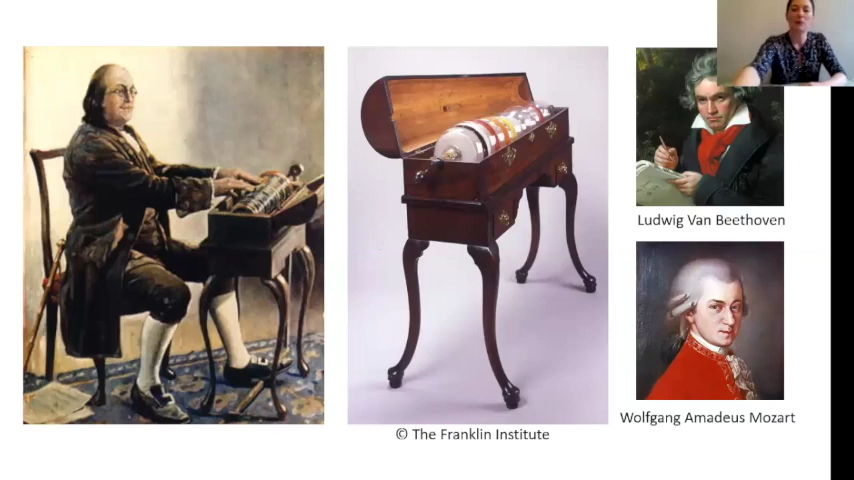 Ludwig Van Beethoven
Wolfgang Amadeus Mozart
© The Franklin Institute